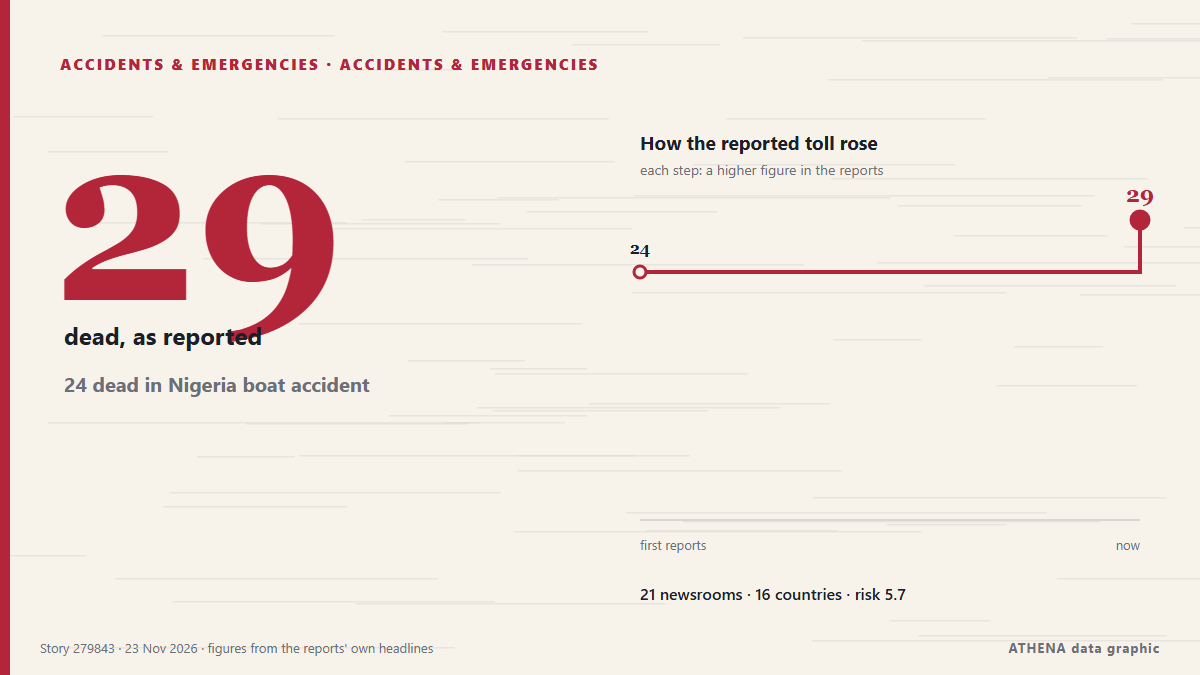 ACCIDENTS & EMERGENCIES · ACCIDENTS & EMERGENCIES
29
dead, as reported
24 dead in Nigeria boat accident
How the reported toll rose
each step: a higher figure in the reports
29
24
first reports
now
21 newsrooms · 16 countries · risk 5.7
Story 279843 · 23 Nov 2026 · figures from the reports' own headlines
ATHENA data graphic